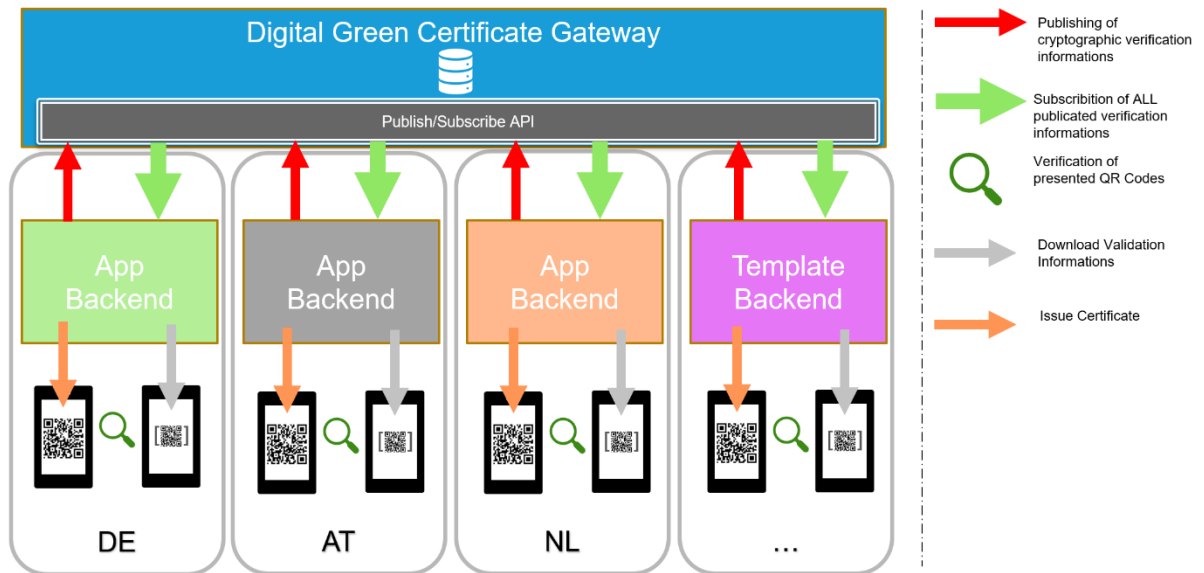 Digital Green Certificate Gateway
Publish/Subscribe API
App
Backend
App
Backend
App
Backend
Template
Backend
DE
AT
NL
...
Publishing of
cryptographic verification
informations
Subscribition of ALL
publicated verification
informations
Verification of
presented QR Codes
Download Validation
Informations
Issue Certificate